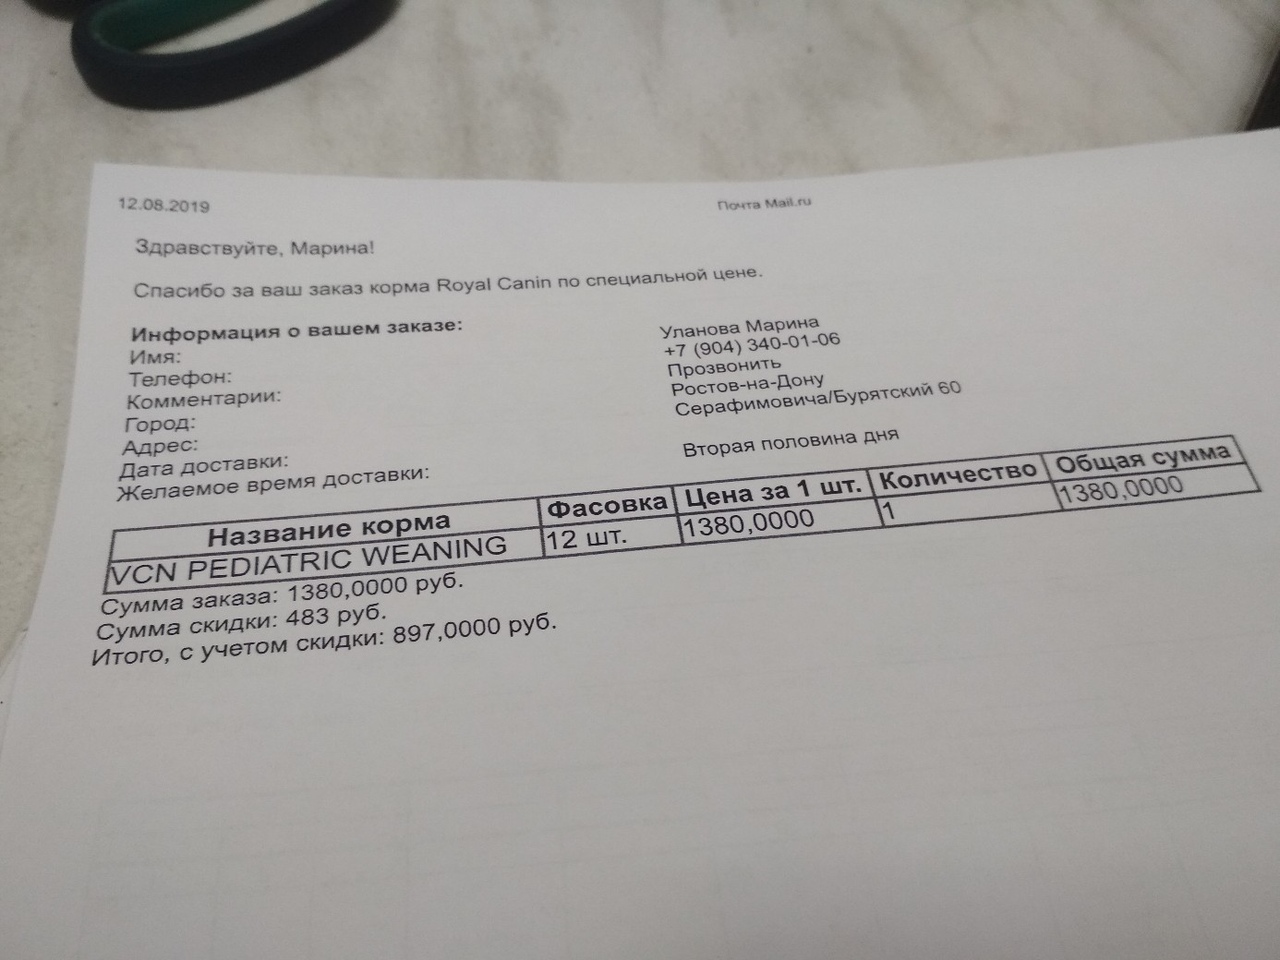 12.08.2019 Почта Mail.ru
Здравствуйте, Марина!
Спасибо за ваш заказ корма Royal Canin по специальной цене.
Информация о вашем заказе:
Имя: Уланова Марина
Телефон: +7 (904) 340-01-06
Комментарии: Прозвонить
Город: Ростов-на-Дону
Адрес: Серафимовича/Бурятский 60
Дата доставки:
Желаемое время доставки: Вторая половина дня
Название корма Фасовка Цена за 1 шт. Количество Общая сумма
VCN PEDIATRIC WEANING 12 шт. 1380,0000 1 1380,0000
Сумма заказа: 1380,0000 руб.
Сумма скидки: 483 руб.
Итого, с учетом скидки: 897,0000 руб.